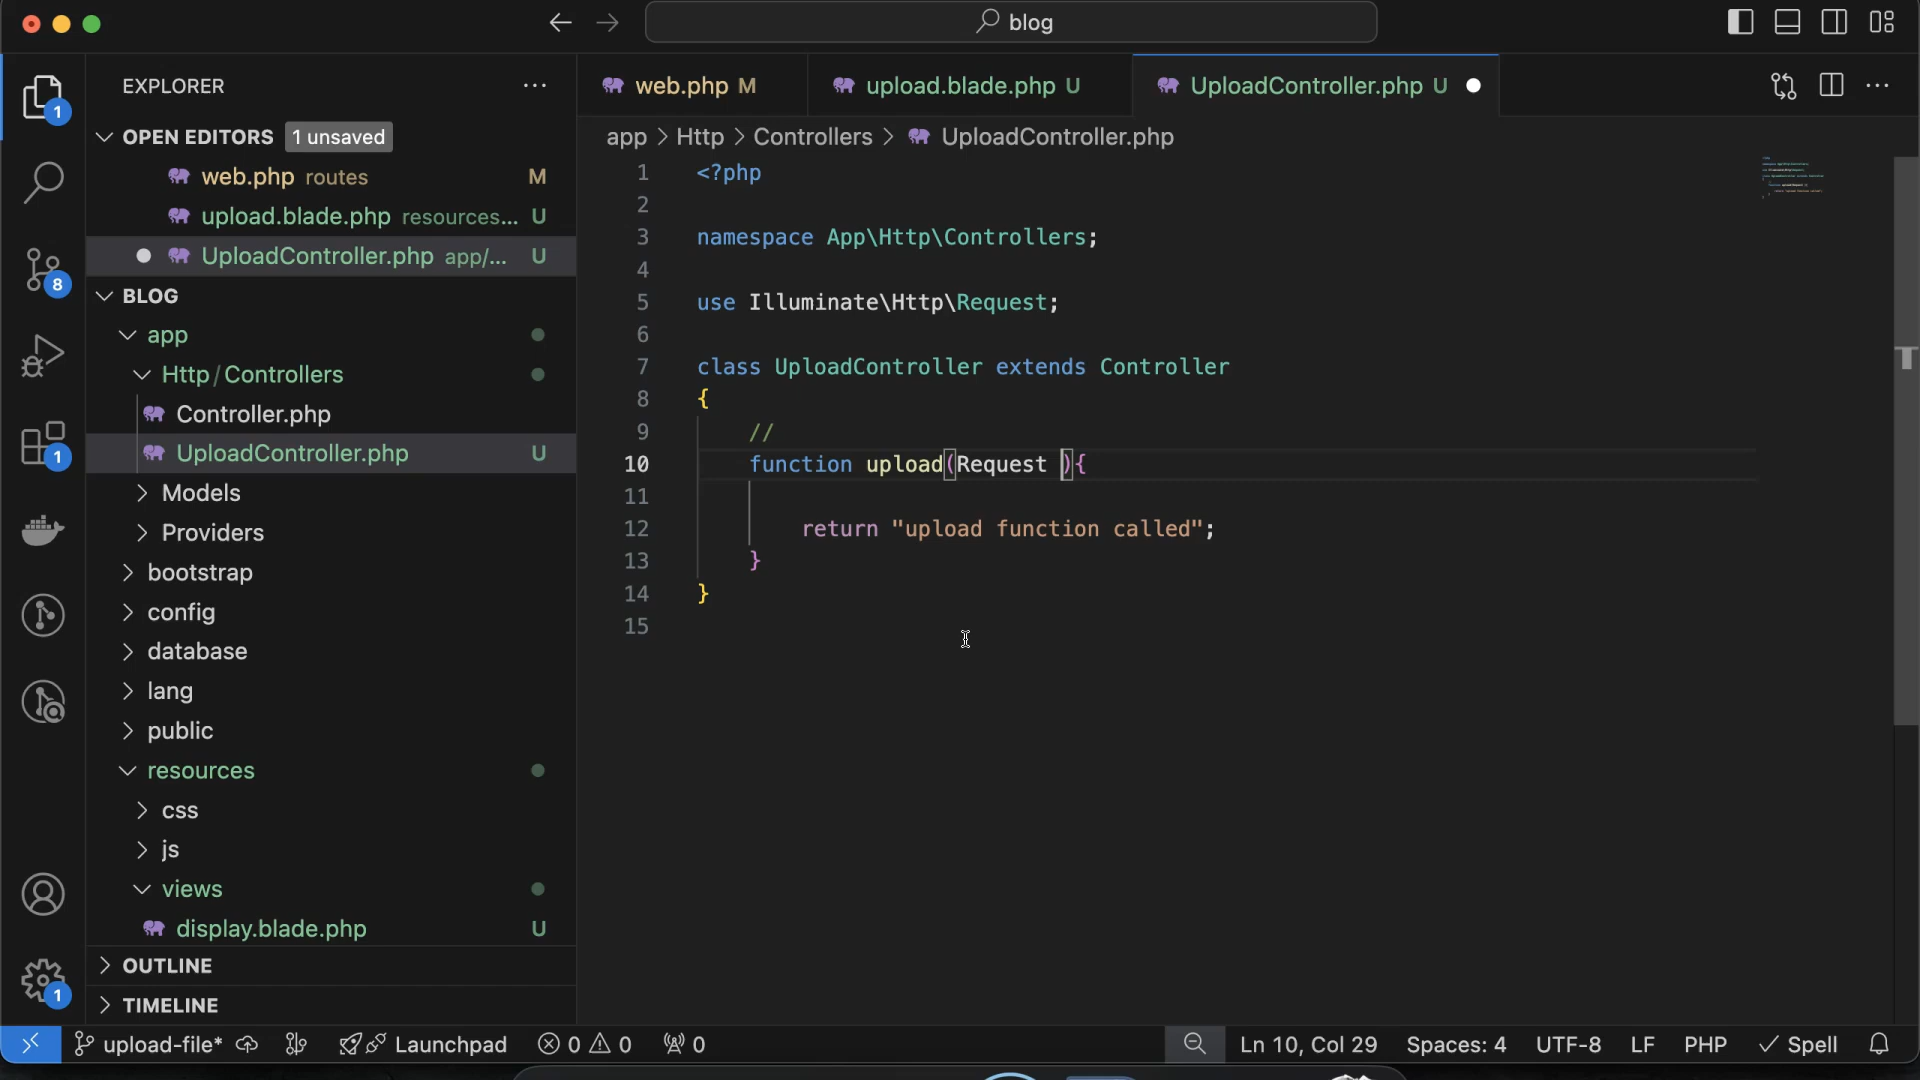 blog
EXPLORER
OPEN EDITORS 1 unsaved
web.php routes M
upload.blade.php resources... U
UploadController.php app/... U
BLOG
app
Http / Controllers
Controller.php
UploadController.php U
Models
Providers
bootstrap
config
database
lang
public
resources
css
js
views
display.blade.php U
OUTLINE
TIMELINE
1
8
1
1
web.php M
upload.blade.php U
UploadController.php U
app > Http > Controllers > UploadController.php
1 <?php
2
3 namespace App\Http\Controllers;
4
5 use Illuminate\Http\Request;
6
7 class UploadController extends Controller
8 {
9 //
10 function upload(Request ){
11
12 return "upload function called";
13 }
14 }
15
upload-file* Launchpad 0 0 0 Ln 10, Col 29 Spaces: 4 UTF-8 LF PHP Spell